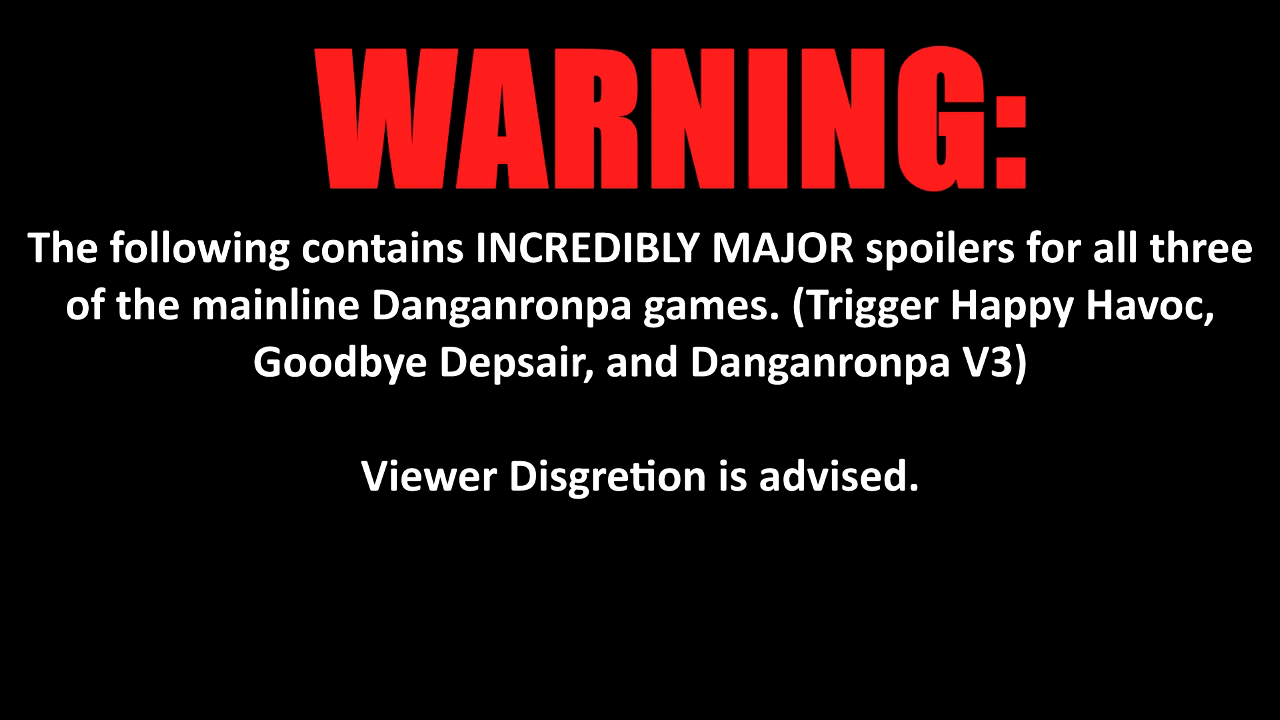 WARNING:
The following contains INCREDIBLY MAJOR spoilers for all three
of the mainline Danganronpa games. (Trigger Happy Havoc,
Goodbye Depsair, and Danganronpa V3)
Viewer Disgretion is advised.